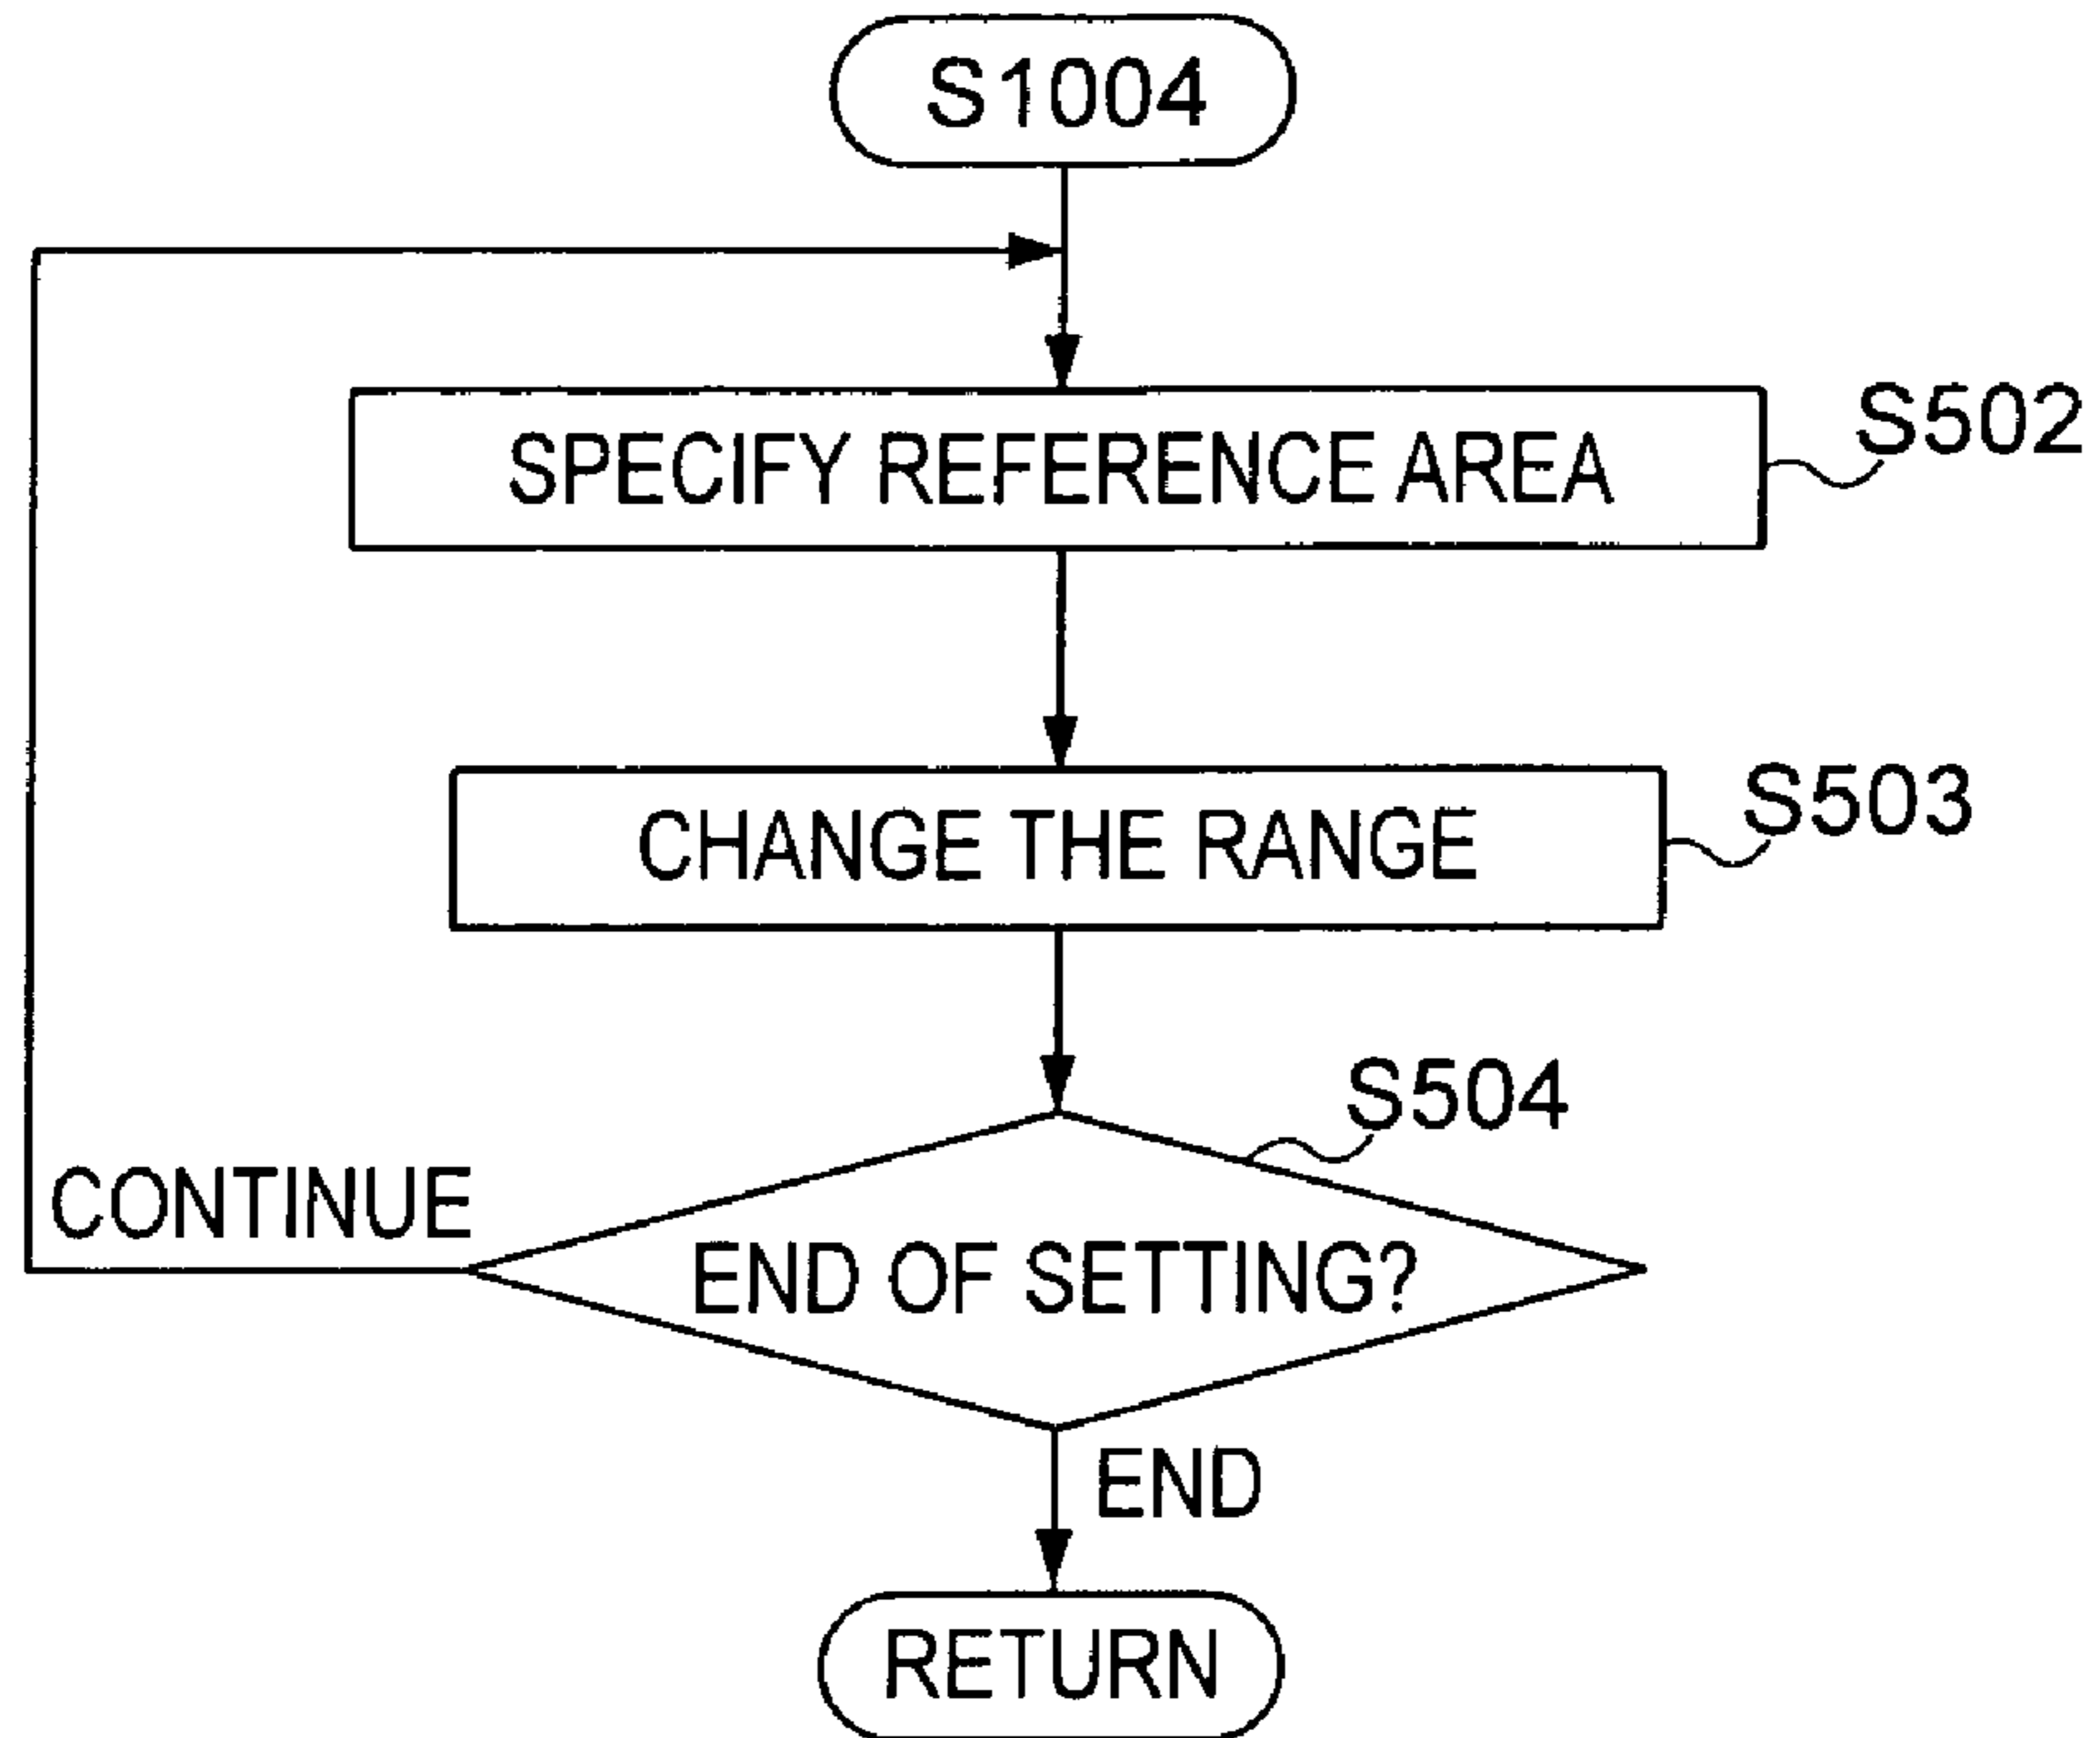 S1004
SPECIFY REFERENCE AREA
S502
CHANGE THE RANGE
S503
S504
CONTINUE
END OF SETTING?
END
RETURN